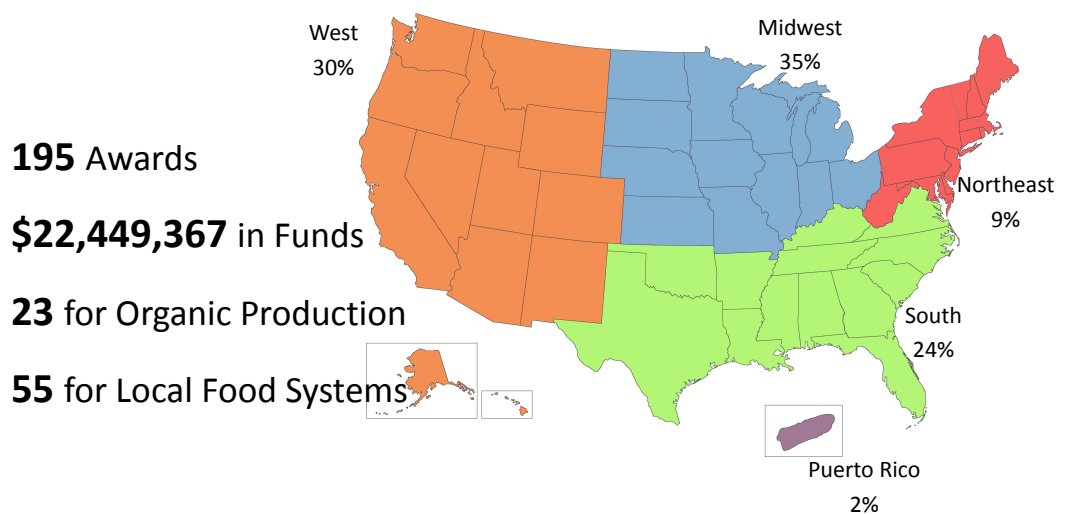 195 Awards
$22,449,367 in Funds
23 for Organic Production
55 for Local Food Systems
West
30%
Midwest
35%
Northeast
9%
South
24%
Puerto Rico
2%